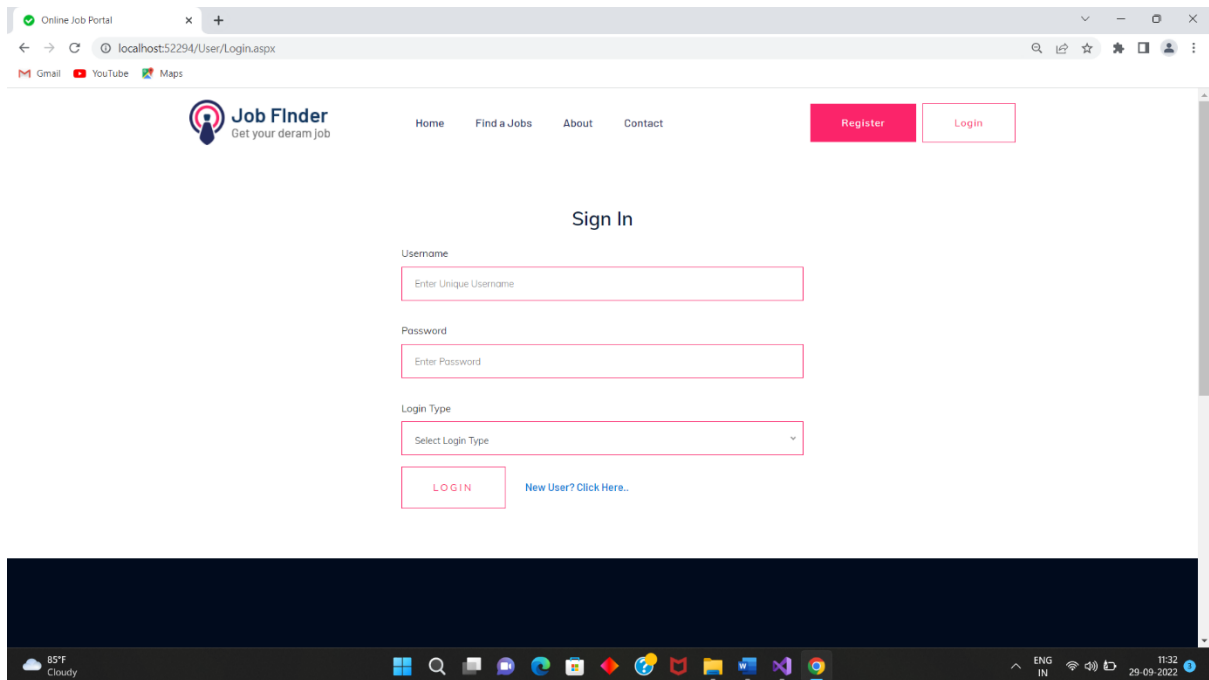 Online Job Portal
localhost:52294/User/Login.aspx
Gmail YouTube Maps
Job FInder
Get your deram job
Home Find a Jobs About Contact Register Login
Sign In
Username
Enter Unique Username
Password
Enter Password
Login Type
Select Login Type
LOGIN New User? Click Here..
85°F
Cloudy
ENG
IN
11:32
29-09-2022
3